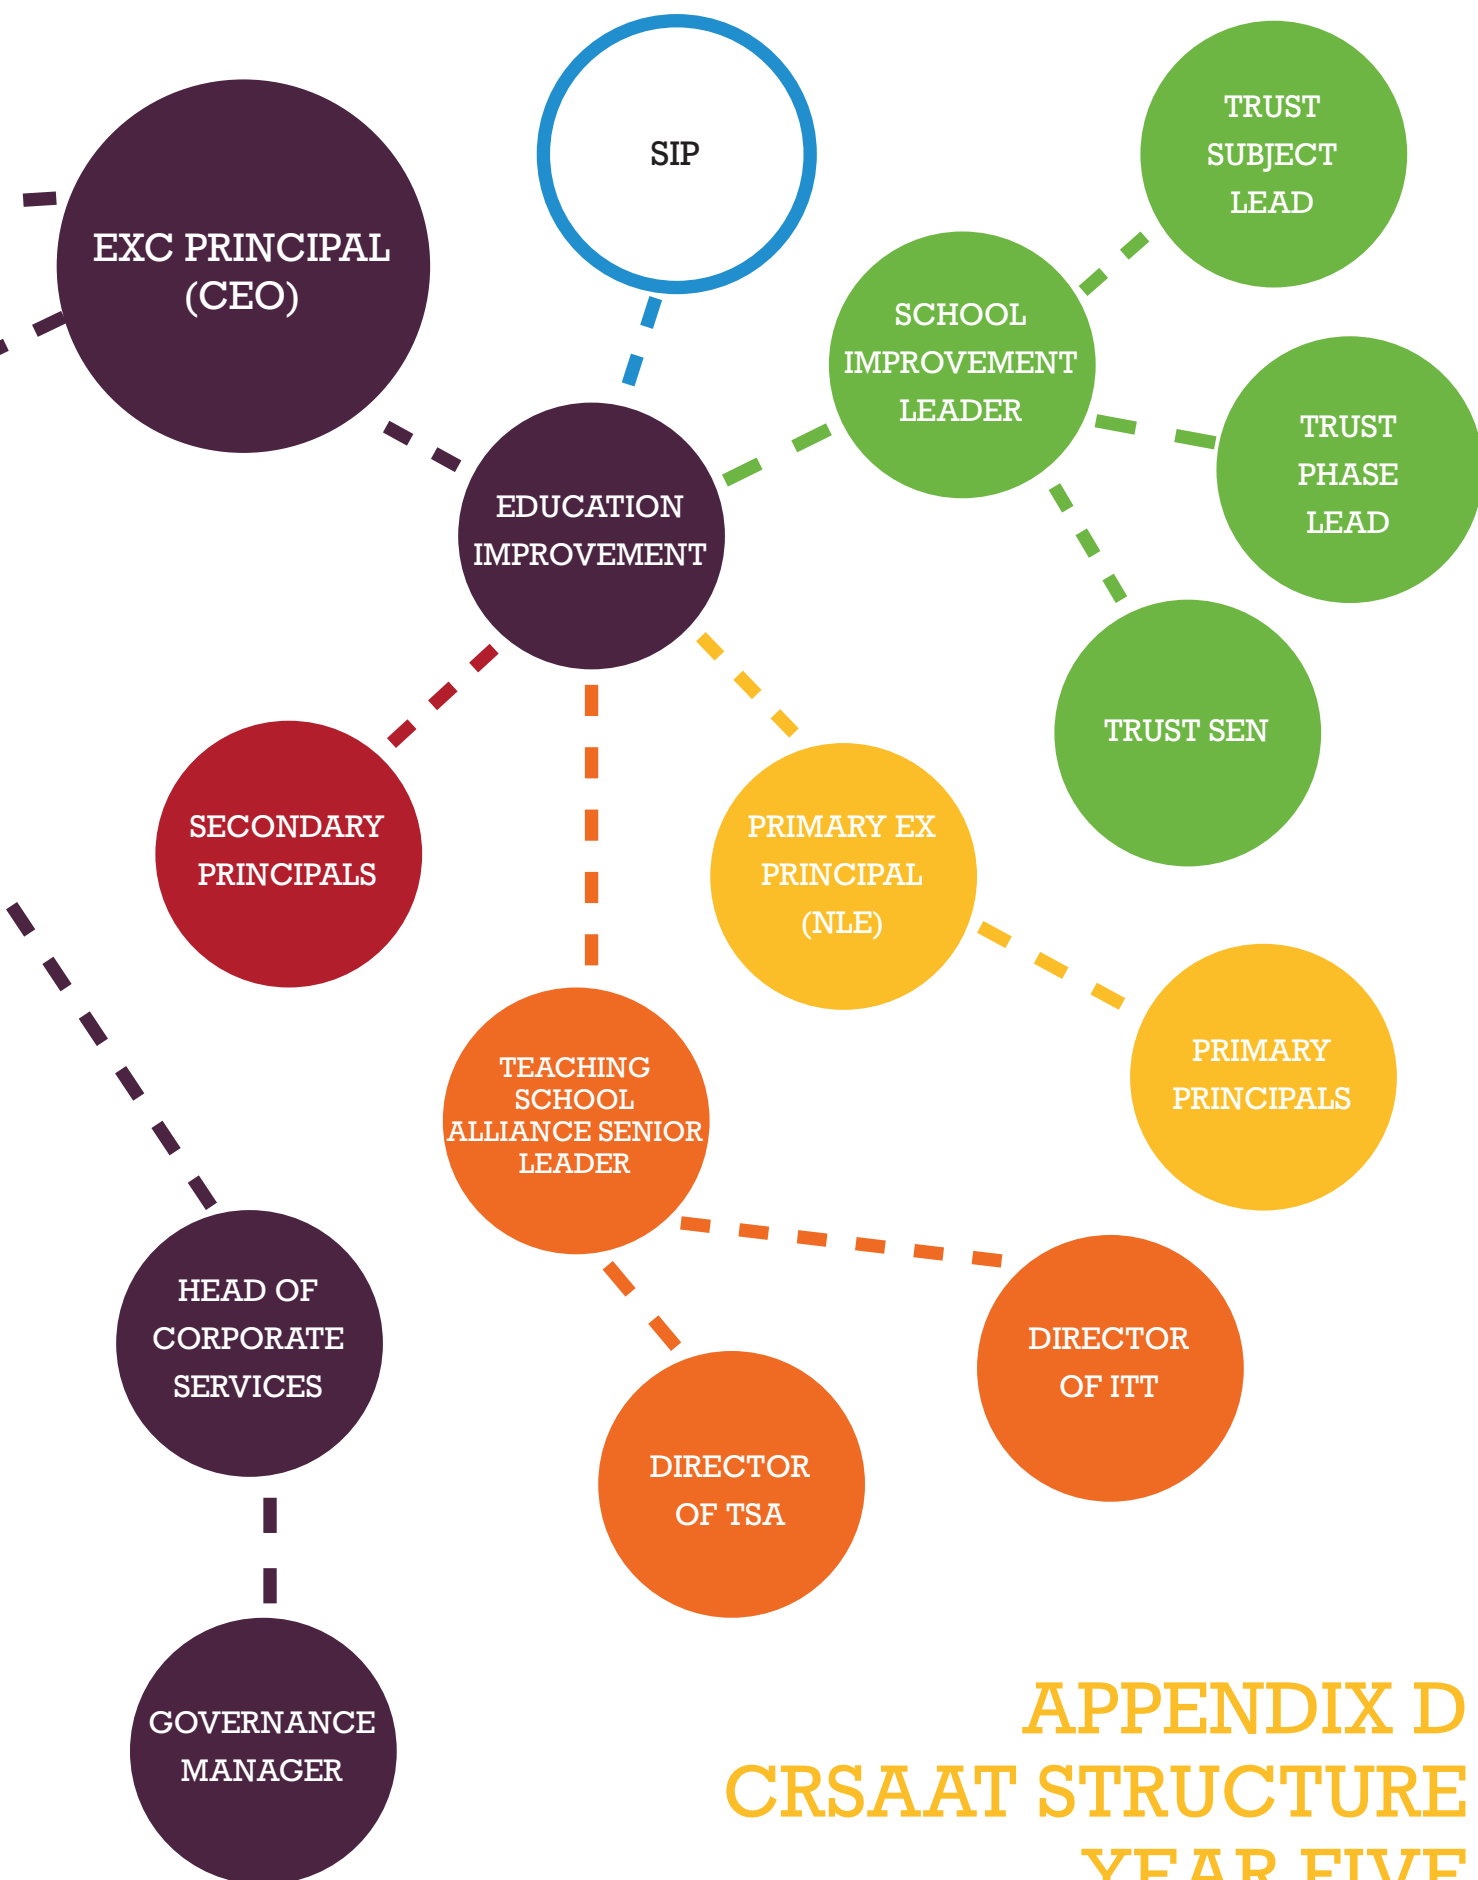 EXC PRINCIPAL
(CEO)
SIP
TRUST
SUBJECT
LEAD
SCHOOL
IMPROVEMENT
LEADER
TRUST
PHASE
LEAD
EDUCATION
IMPROVEMENT
TRUST SEN
SECONDARY
PRINCIPALS
PRIMARY EX
PRINCIPAL
(NLE)
TEACHING
SCHOOL
ALLIANCE SENIOR
LEADER
PRIMARY
PRINCIPALS
HEAD OF
CORPORATE
SERVICES
DIRECTOR
OF ITT
DIRECTOR
OF TSA
GOVERNANCE
MANAGER
APPENDIX D
CRSAAT STRUCTURE
YEAR FIVE